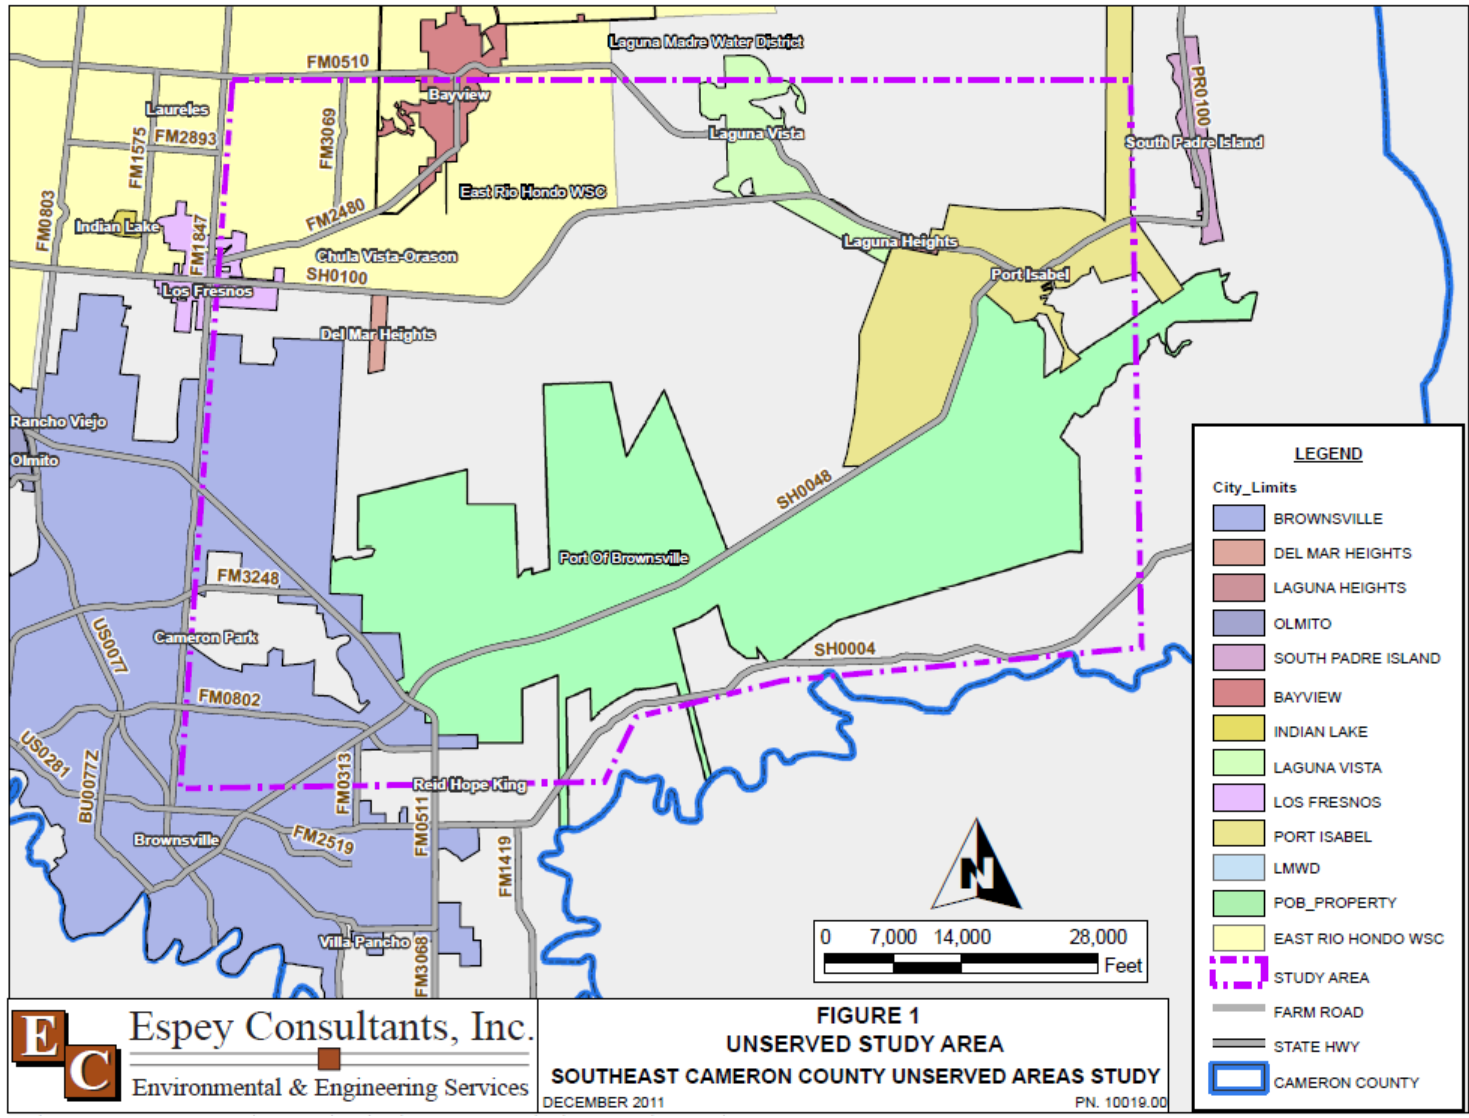 Laguna Madre Water District
FM0510
PR0100
Bayview
Laureles
FM2893
FM1575
FM3069
Laguna Vista
South Padre Island
East Rio Hondo WSC
FM0803
Indian Lake
FM1847
FM2480
Chula Vista-Orason
Laguna Heights
SH0100
Port Isabel
Los Fresnos
Del Mar Heights
Rancho Viejo
Olmito
SH0048
Port Of Brownsville
FM3248
Cameron Park
US0077
SH0004
FM0802
US0281
BU0077Z
FM0313
Reid Hope King
FM0511
Brownsville
FM2519
FM1419
Villa Pancho
FM3068
N
0 7,000 14,000 28,000
Feet
LEGEND
City_Limits
BROWNSVILLE
DEL MAR HEIGHTS
LAGUNA HEIGHTS
OLMITO
SOUTH PADRE ISLAND
BAYVIEW
INDIAN LAKE
LAGUNA VISTA
LOS FRESNOS
PORT ISABEL
LMWD
POB_PROPERTY
EAST RIO HONDO WSC
STUDY AREA
FARM ROAD
STATE HWY
CAMERON COUNTY
E
C
Espey Consultants, Inc.
Environmental & Engineering Services
FIGURE 1
UNSERVED STUDY AREA
SOUTHEAST CAMERON COUNTY UNSERVED AREAS STUDY
DECEMBER 2011
PN. 10019.00